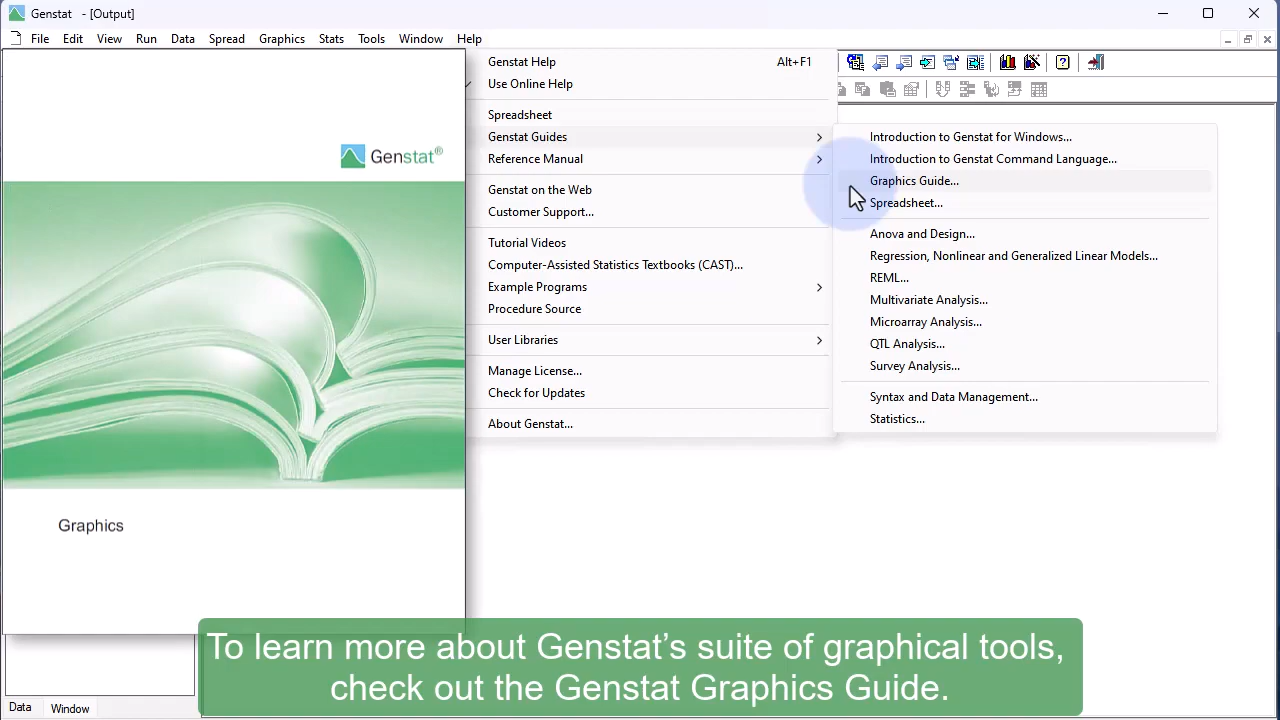 Genstat - [Output]
File Edit View Run Data Spread Graphics Stats Tools Window Help
Genstat®
Graphics
Genstat Help Alt+F1
Use Online Help
Spreadsheet
Genstat Guides
Reference Manual
Genstat on the Web
Customer Support...
Tutorial Videos
Computer-Assisted Statistics Textbooks (CAST)...
Example Programs
Procedure Source
User Libraries
Manage License...
Check for Updates
About Genstat...
Introduction to Genstat for Windows...
Introduction to Genstat Command Language...
Graphics Guide...
Spreadsheet...
Anova and Design...
Regression, Nonlinear and Generalized Linear Models...
REML...
Multivariate Analysis...
Microarray Analysis...
QTL Analysis...
Survey Analysis...
Syntax and Data Management...
Statistics...
To learn more about Genstat’s suite of graphical tools,
check out the Genstat Graphics Guide.
Data Window